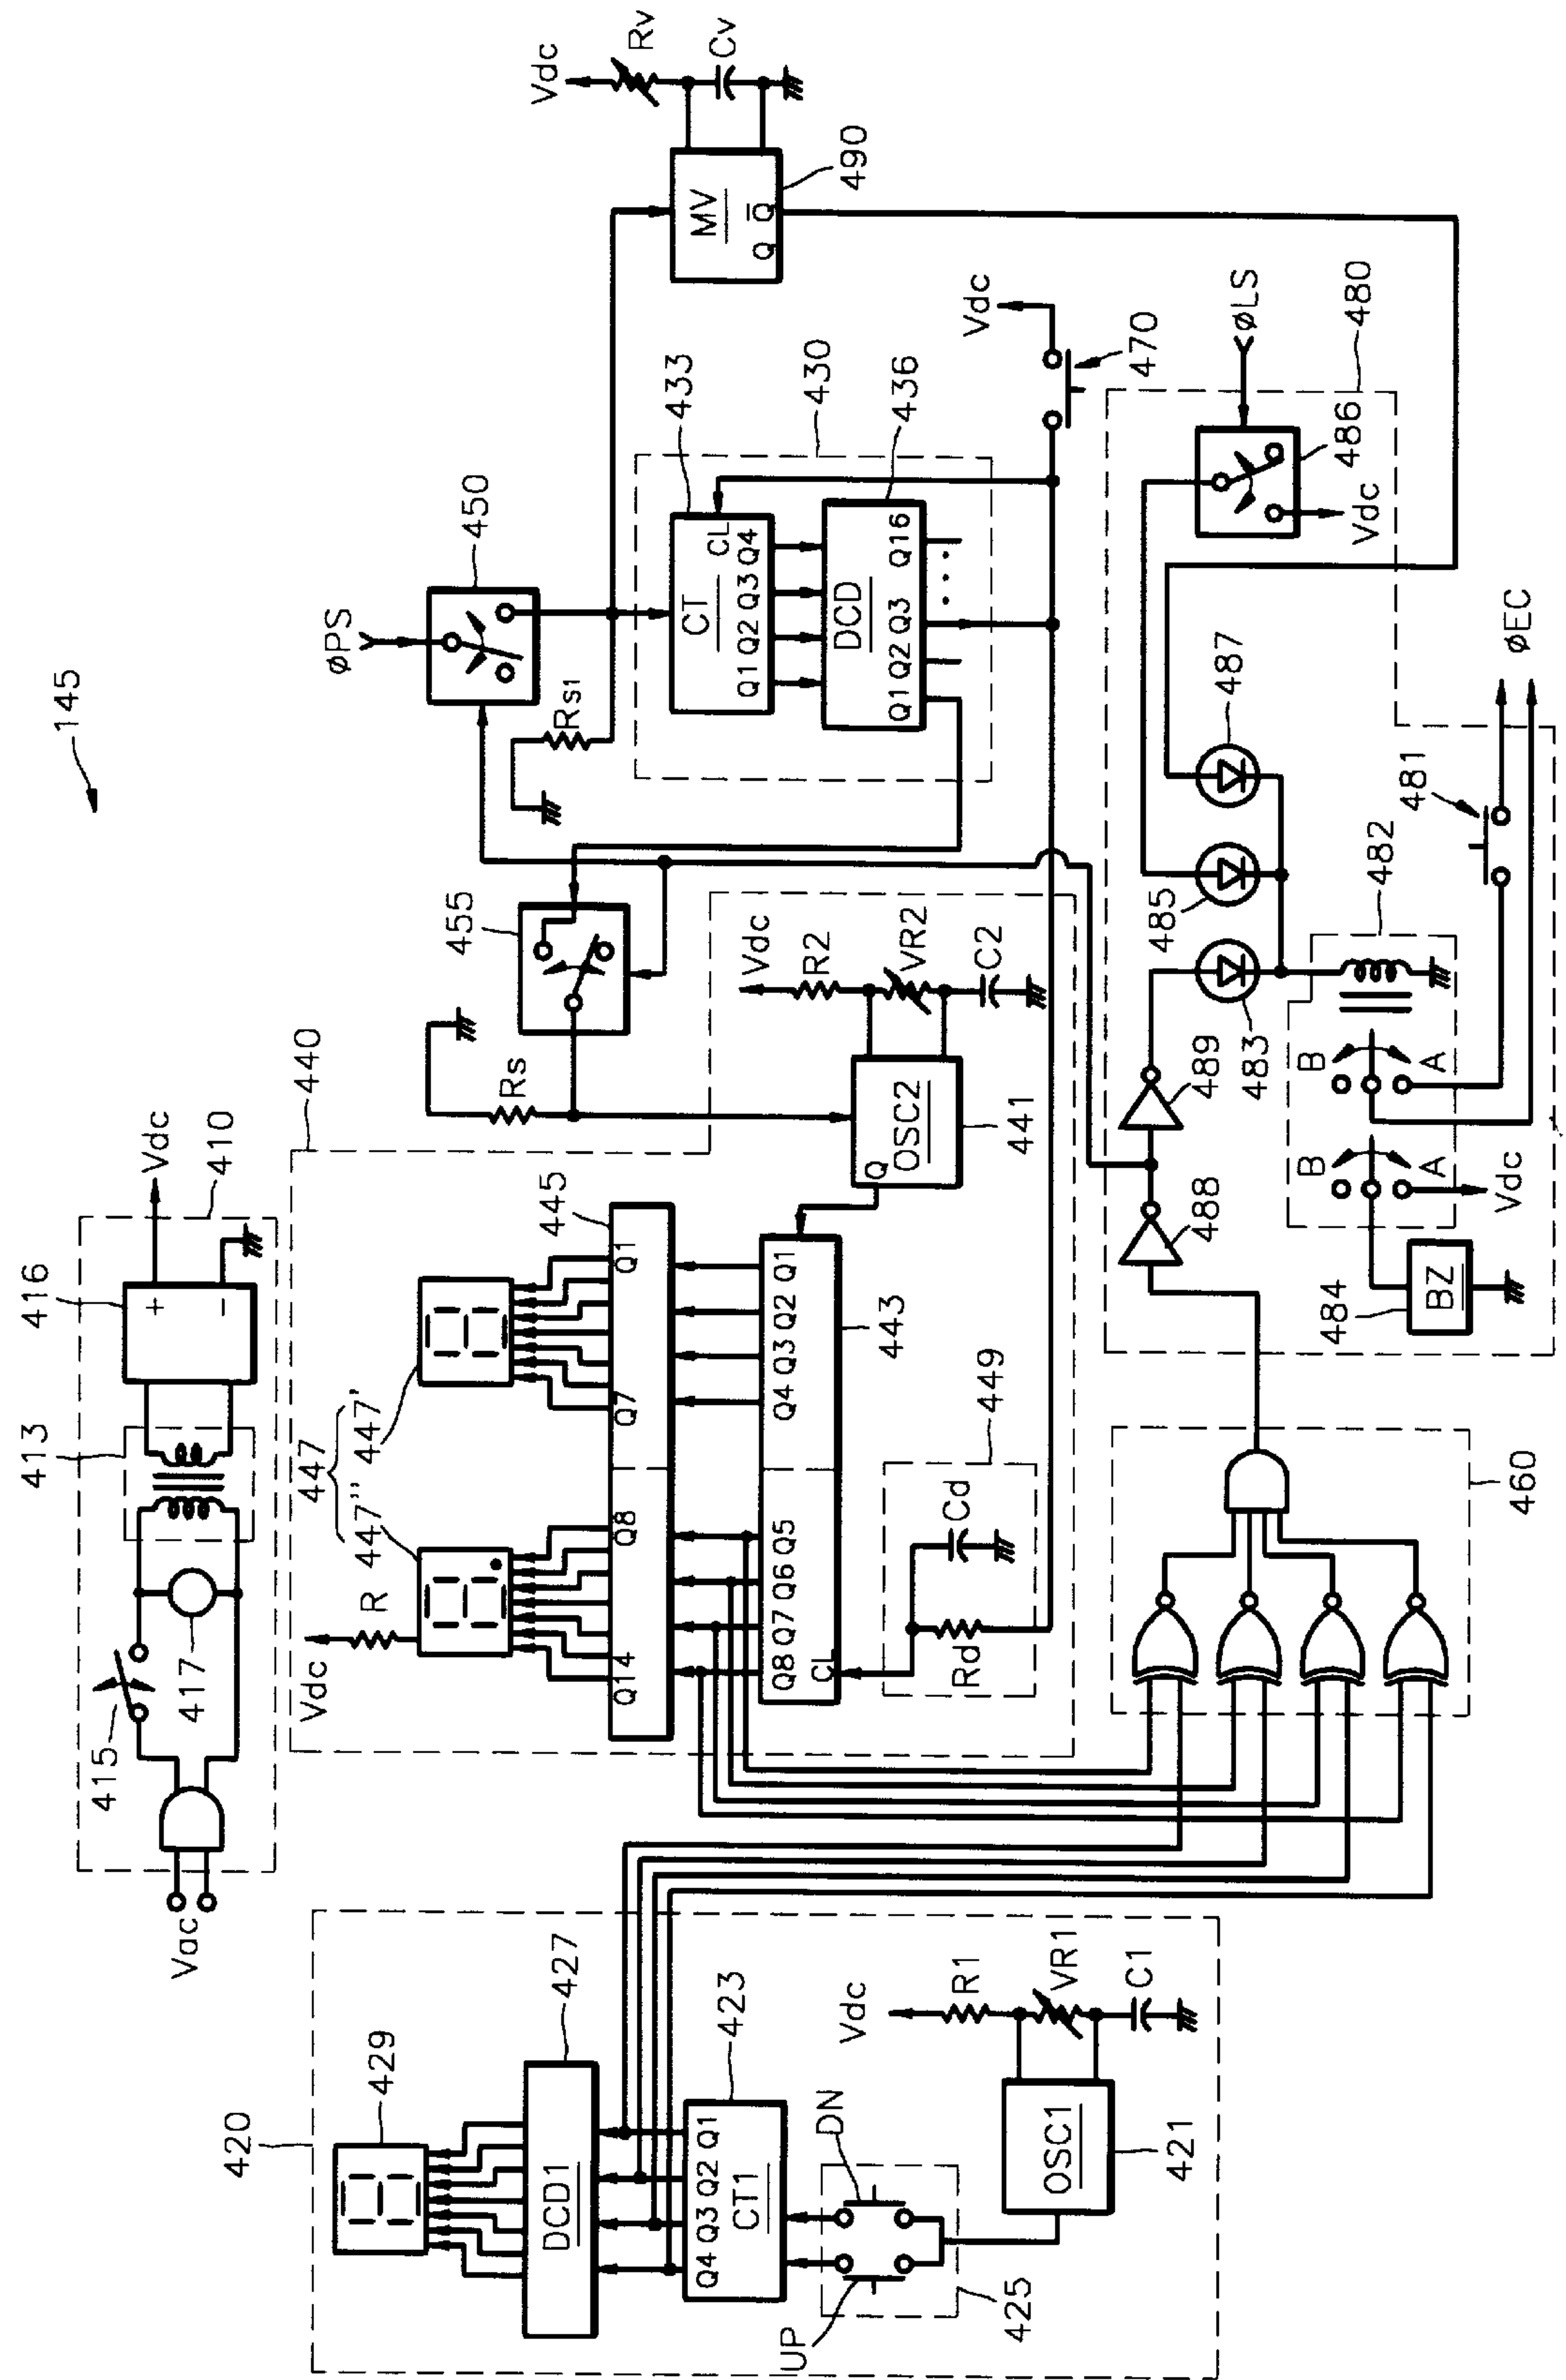 145
Vac
415
417
413
416
+
-
Vdc
410
447
447''
447'
Vdc
R
445
Q14
Q8
Q7
Q1
440
Q8 Q7 Q6 Q5
Q4 Q3 Q2 Q1
CL
443
Rd
Cd
449
Q
OSC2
441
Vdc
R2
VR2
C2
Rs
455
Rs1
øPS
450
433
CT
CL
Q1 Q2 Q3 Q4
430
436
DCD
Q1 Q2 Q3 ... Q16
Vdc
Rv
Cv
MV
Q Q̅
490
Vdc
470
420
429
427
DCD1
423
Q4 Q3 Q2 Q1
CT1
UP
DN
425
OSC1
421
Vdc
R1
VR1
C1
460
488
489
483
485
487
486
Vdc
øLS
480
482
481
B
A
B
A
Vdc
484
BZ
øEC